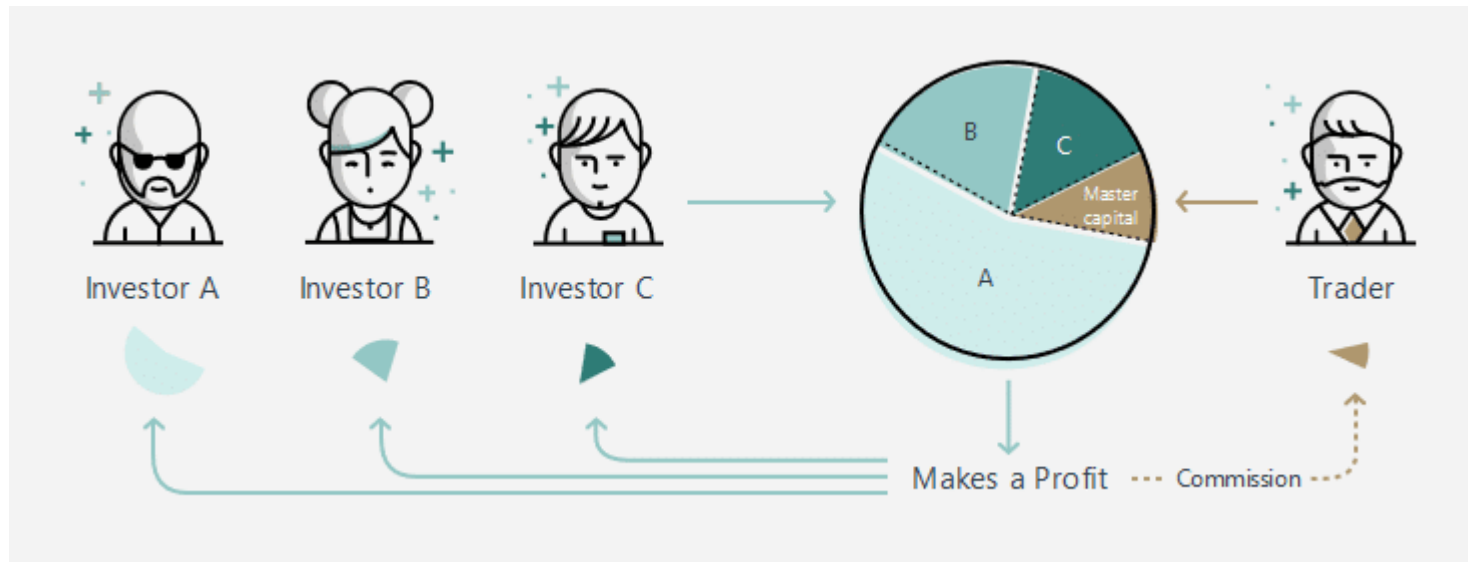 B
C
Master
capital
A
Investor A
Investor B
Investor C
Trader
Makes a Profit
Commission